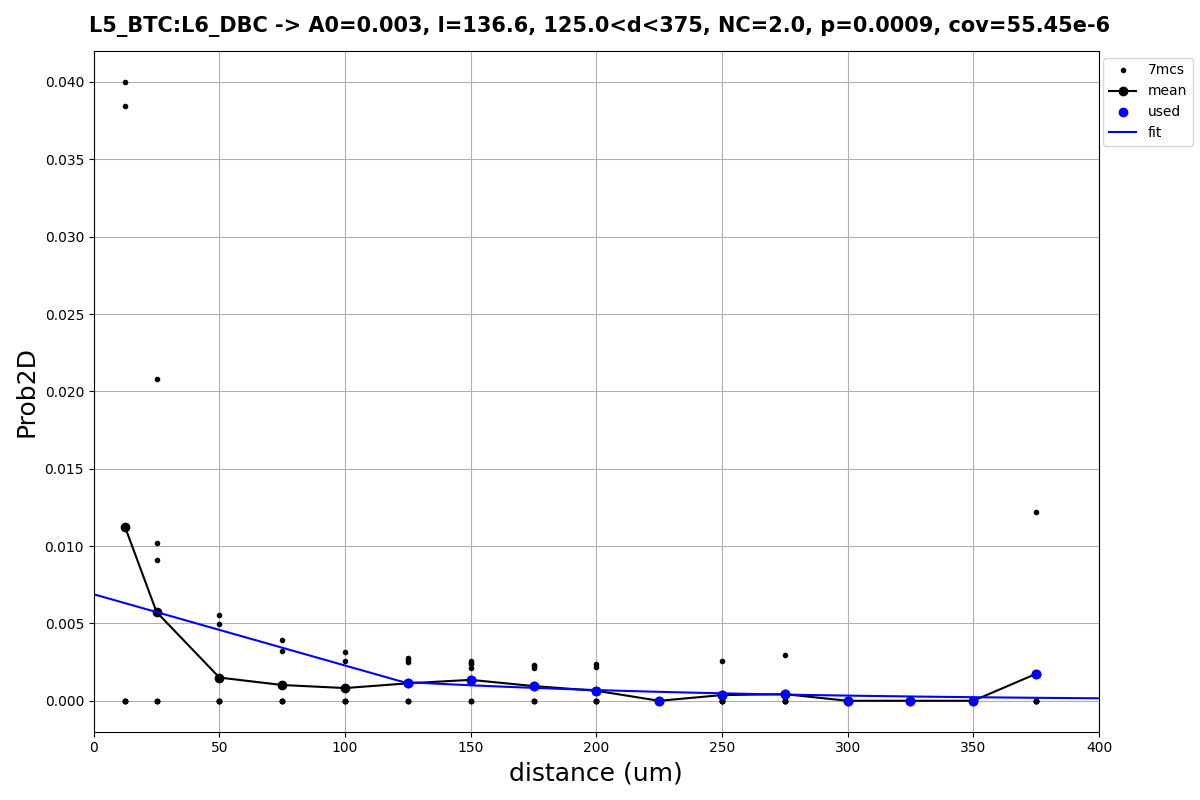 L5_BTC:L6_DBC -> A0=0.003, l=136.6, 125.0<d<375, NC=2.0, p=0.0009, cov=55.45e-6
7mcs
mean
used
fit
0.040
0.035
0.030
0.025
0.020
0.015
0.010
0.005
0.000
Prob2D
0 50 100 150 200 250 300 350 400
distance (um)